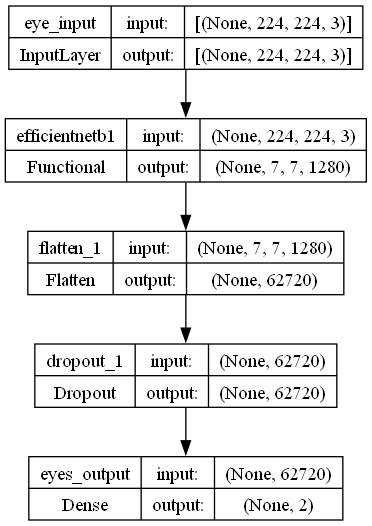 eye_input input: [(None, 224, 224, 3)]
InputLayer output: [(None, 224, 224, 3)]
efficientnetb1 input: (None, 224, 224, 3)
Functional output: (None, 7, 7, 1280)
flatten_1 input: (None, 7, 7, 1280)
Flatten output: (None, 62720)
dropout_1 input: (None, 62720)
Dropout output: (None, 62720)
eyes_output input: (None, 62720)
Dense output: (None, 2)